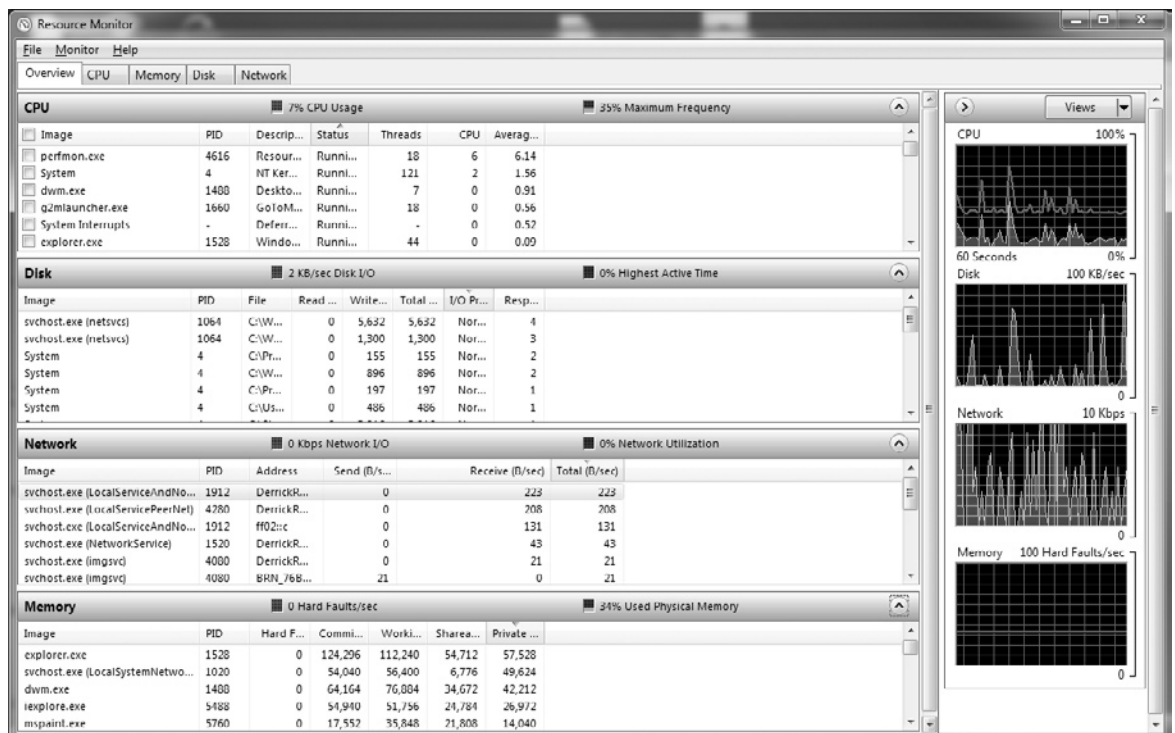 Resource Monitor
File Monitor Help
Overview CPU Memory Disk Network
CPU 7% CPU Usage 35% Maximum Frequency
Image PID Descrip... Status Threads CPU Averag...
perfmon.exe 4616 Resour... Runni... 18 6 6.14
System 4 NT Ker... Runni... 121 2 1.56
dwm.exe 1488 Deskto... Runni... 7 0 0.91
g2mlauncher.exe 1660 GoToM... Runni... 18 0 0.56
System Interrupts - Deferr... Runni... - 0 0.52
explorer.exe 1528 Windo... Runni... 44 0 0.09
Disk 2 KB/sec Disk I/O 0% Highest Active Time
Image PID File Read ... Write... Total ... I/O Pr... Resp...
svchost.exe (netsvcs) 1064 C:\W... 0 5,632 5,632 Nor... 4
svchost.exe (netsvcs) 1064 C:\W... 0 1,300 1,300 Nor... 3
System 4 C:\Pr... 0 155 155 Nor... 2
System 4 C:\W... 0 896 896 Nor... 2
System 4 C:\Pr... 0 197 197 Nor... 1
System 4 C:\Us... 0 486 486 Nor... 1
Network 0 Kbps Network I/O 0% Network Utilization
Image PID Address Send (B/s... Receive (B/sec) Total (B/sec)
svchost.exe (LocalServiceAndNo... 1912 DerrickR... 0 223 223
svchost.exe (LocalServicePeerNet) 4280 DerrickR... 0 208 208
svchost.exe (LocalServiceAndNo... 1912 ff02::c 0 131 131
svchost.exe (NetworkService) 1520 DerrickR... 0 43 43
svchost.exe (imgsvc) 4080 DerrickR... 0 21 21
svchost.exe (imgsvc) 4080 BRN_76B... 21 0 21
Memory 0 Hard Faults/sec 34% Used Physical Memory
Image PID Hard F... Commi... Worki... Sharea... Private ...
explorer.exe 1528 0 124,296 112,240 54,712 57,528
svchost.exe (LocalSystemNetwo... 1020 0 54,040 56,400 6,776 49,624
dwm.exe 1488 0 64,164 76,884 34,672 42,212
iexplore.exe 5488 0 54,940 51,756 24,784 26,972
mspaint.exe 5760 0 17,552 35,848 21,808 14,040
Views
CPU 100%
60 Seconds 0%
Disk 100 KB/sec
0
Network 10 Kbps
0
Memory 100 Hard Faults/sec
0